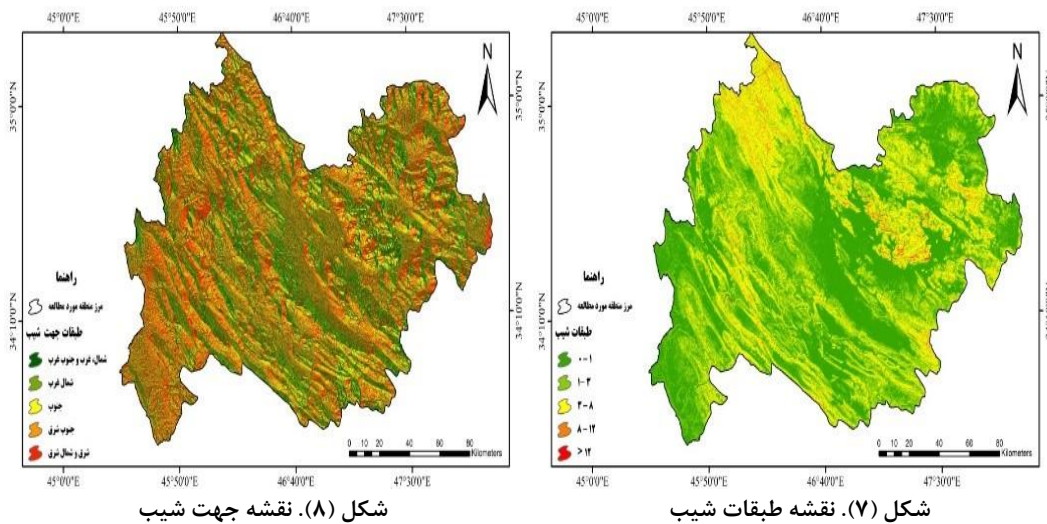 45°0'0"E 45°50'0"E 46°40'0"E 47°30'0"E
N
35°0'0"N
34°10'0"N
راهنما
مرز منطقه مورد مطالعه
طبقات شیب
۰-۱
۱-۳
۳-۸
۸-۱۲
> ۱۲
0 10 20 40 60 80
Kilometers
45°0'0"E 45°50'0"E 46°40'0"E 47°30'0"E
شکل (۷). نقشه طبقات شیب
45°0'0"E 45°50'0"E 46°40'0"E 47°30'0"E
N
35°0'0"N
34°10'0"N
راهنما
مرز منطقه مورد مطالعه
طبقات جهت شیب
شمال، غرب و جنوب غرب
شمال غرب
جنوب
جنوب شرق
شرق و شمال شرق
0 10 20 40 60 80
Kilometers
45°0'0"E 45°50'0"E 46°40'0"E 47°30'0"E
شکل (۸). نقشه جهت شیب